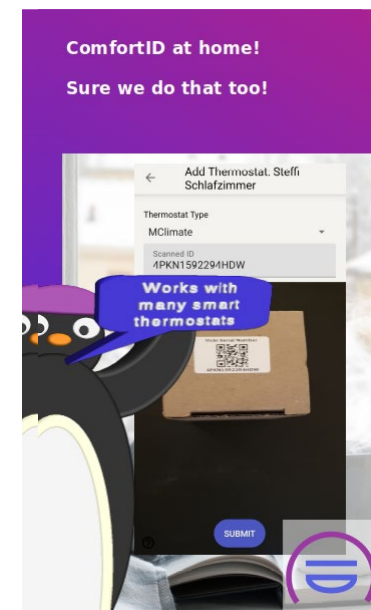 ComfortID at home!
Sure we do that too!
Add Thermostat. Steffi
Schlafzimmer
Thermostat Type
MClimate
Scanned ID
4PKN1592294HDW
Works with
many smart
thermostats
SUBMIT